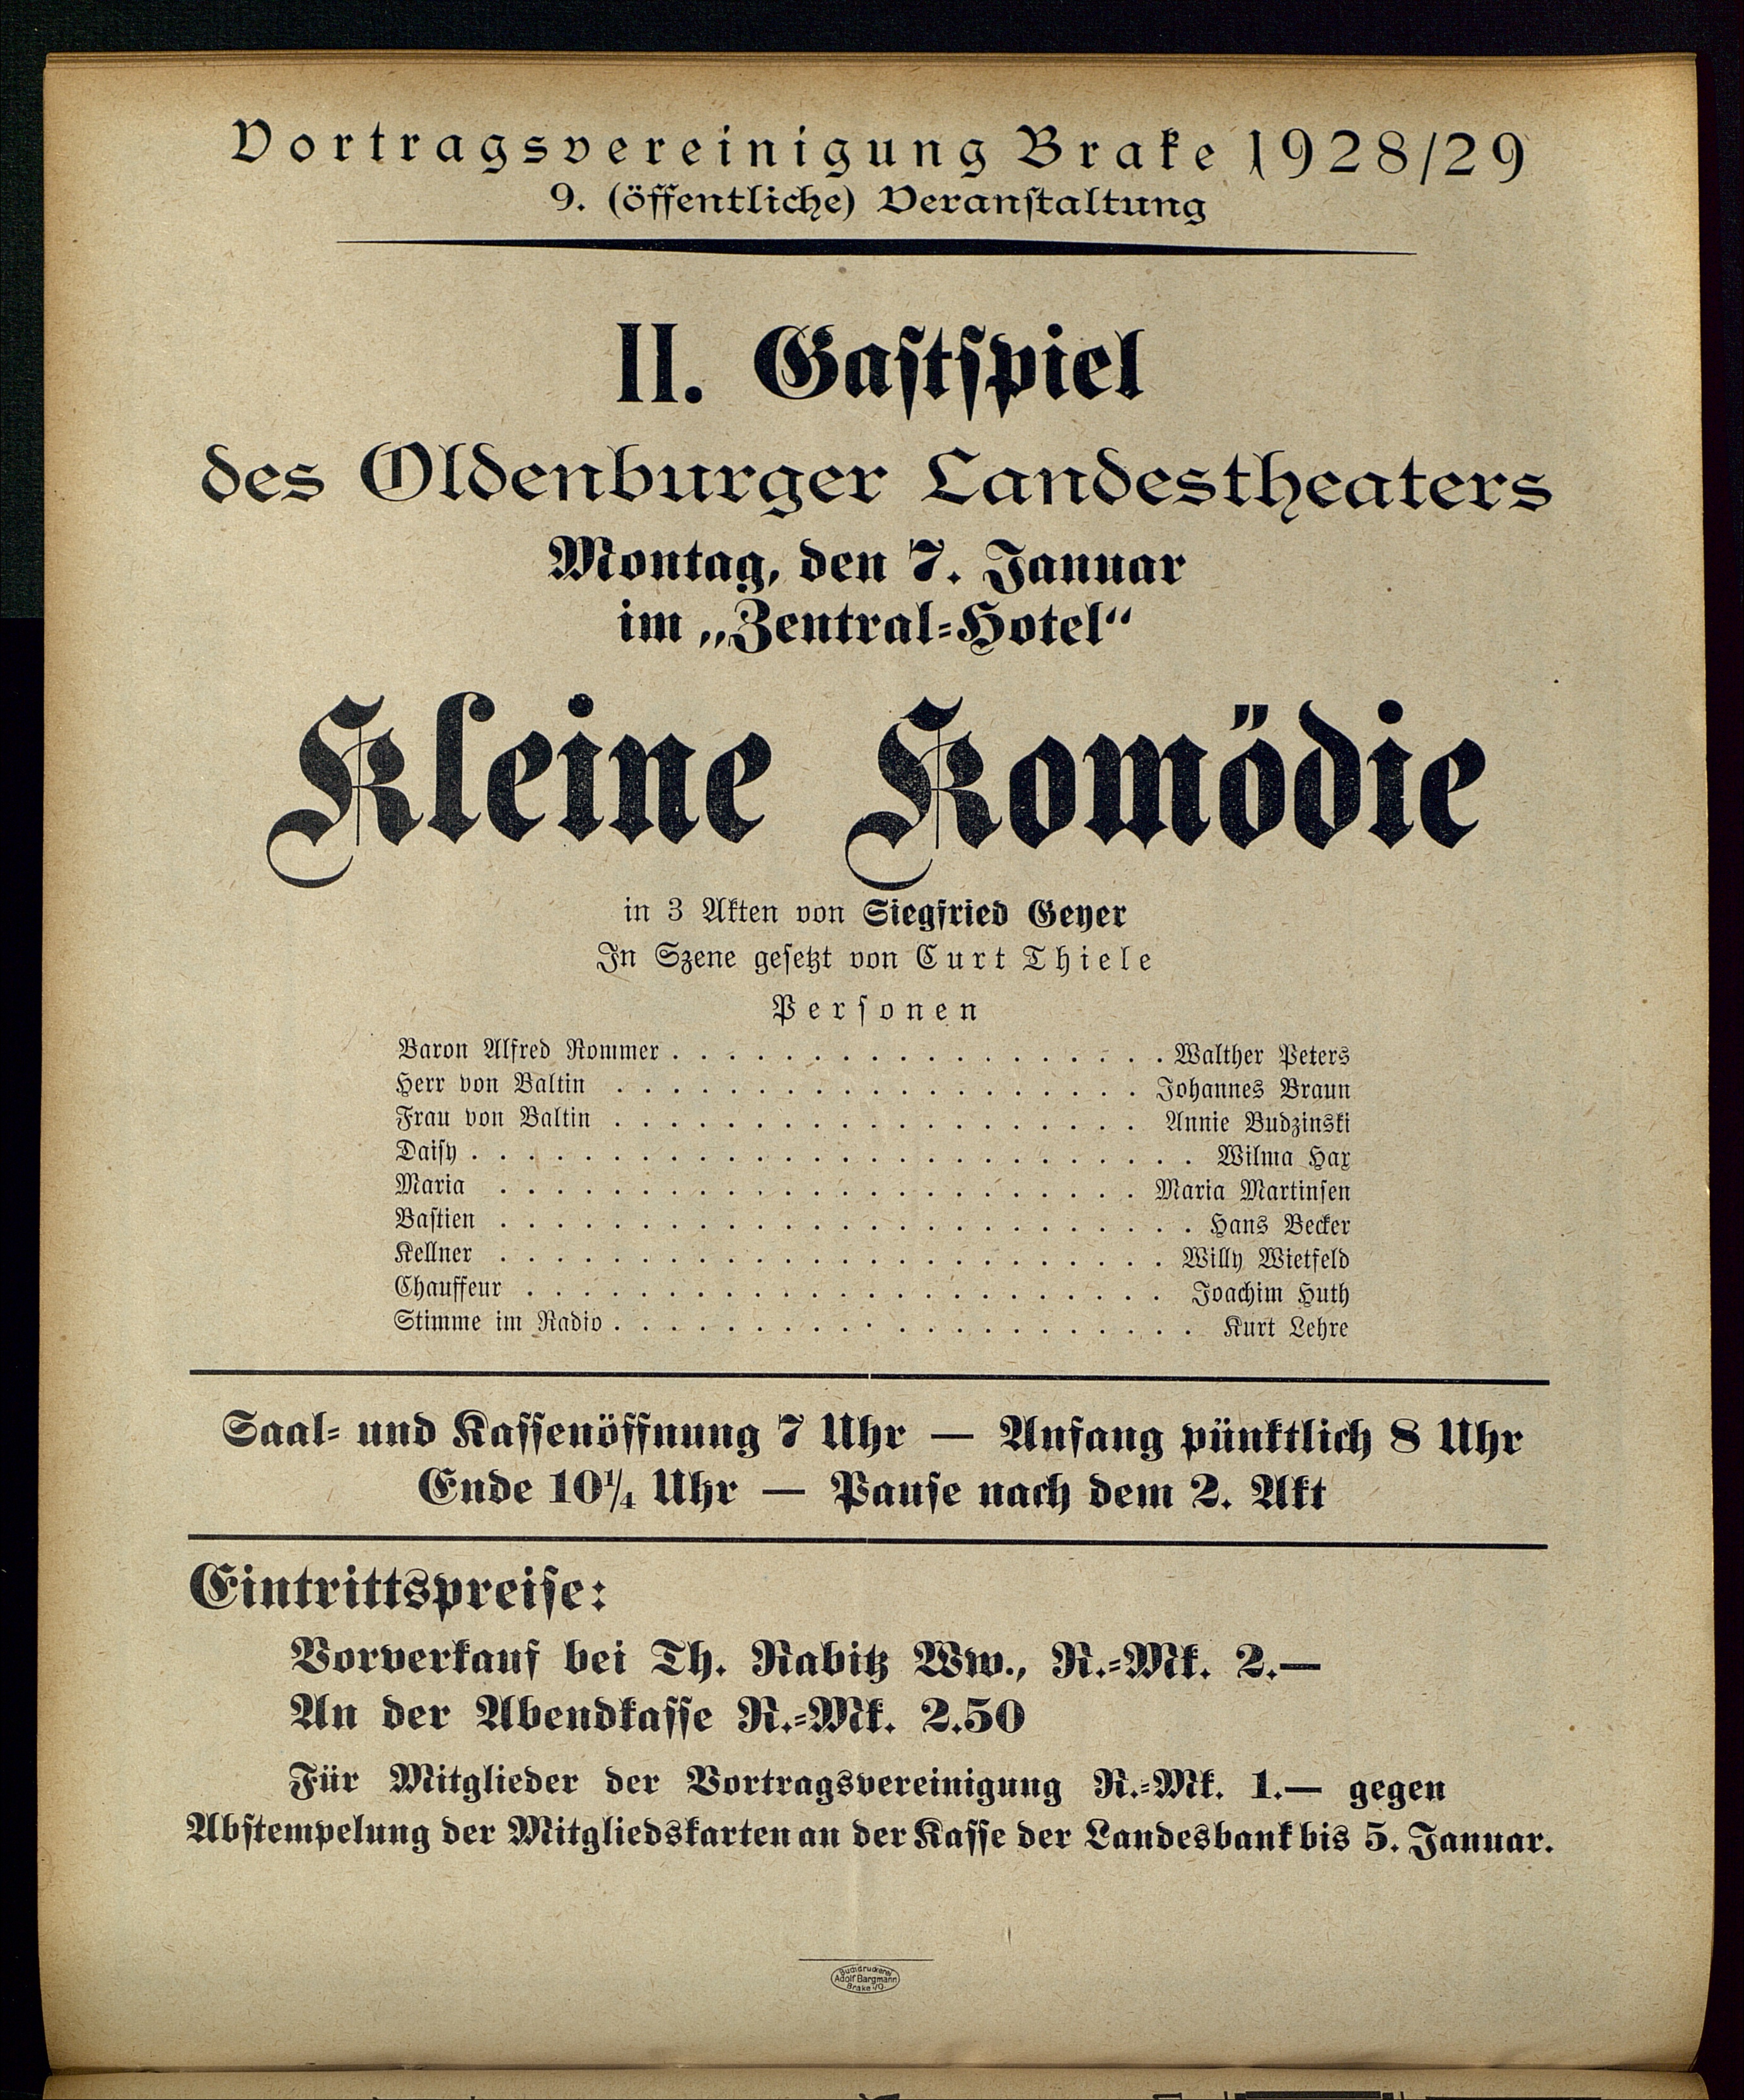 Vortragsvereinigung Brake 1928/29
9. (öffentliche) Veranstaltung
II. Gastspiel
des Oldenburger Landestheaters
Montag, den 7. Januar
im „Zentral-Hotel“
Kleine Komödie
in 3 Akten von Siegfried Geyer
In Szene gesetzt von Curt Thiele
Personen
Baron Alfred Rommer . . . . . . . . . . . . . . . . . . Walther Peters
Herr von Baltin . . . . . . . . . . . . . . . . . . . Johannes Braun
Frau von Baltin . . . . . . . . . . . . . . . . . . . Annie Budzinski
Daisy . . . . . . . . . . . . . . . . . . . . . . . . . . Wilma Hax
Maria . . . . . . . . . . . . . . . . . . . . . . . Maria Martinsen
Bastien . . . . . . . . . . . . . . . . . . . . . . . . . Hans Becker
Kellner . . . . . . . . . . . . . . . . . . . . . . . . Willy Wietfeld
Chauffeur . . . . . . . . . . . . . . . . . . . . . . . Joachim Huth
Stimme im Radio . . . . . . . . . . . . . . . . . . . . . Kurt Lehre
Saal- und Kassenöffnung 7 Uhr — Anfang pünktlich 8 Uhr
Ende 10¼ Uhr — Pause nach dem 2. Akt
Eintrittspreise:
Vorverkauf bei Th. Rabitz Ww., R.-Mk. 2.—
An der Abendkasse R.-Mk. 2.50
Für Mitglieder der Vortragsvereinigung R.-Mk. 1.— gegen
Abstempelung der Mitgliedskarten an der Kasse der Landesbank bis 5. Januar.
Buchdruckerei
Adolf Bargmann
Brake i/O.